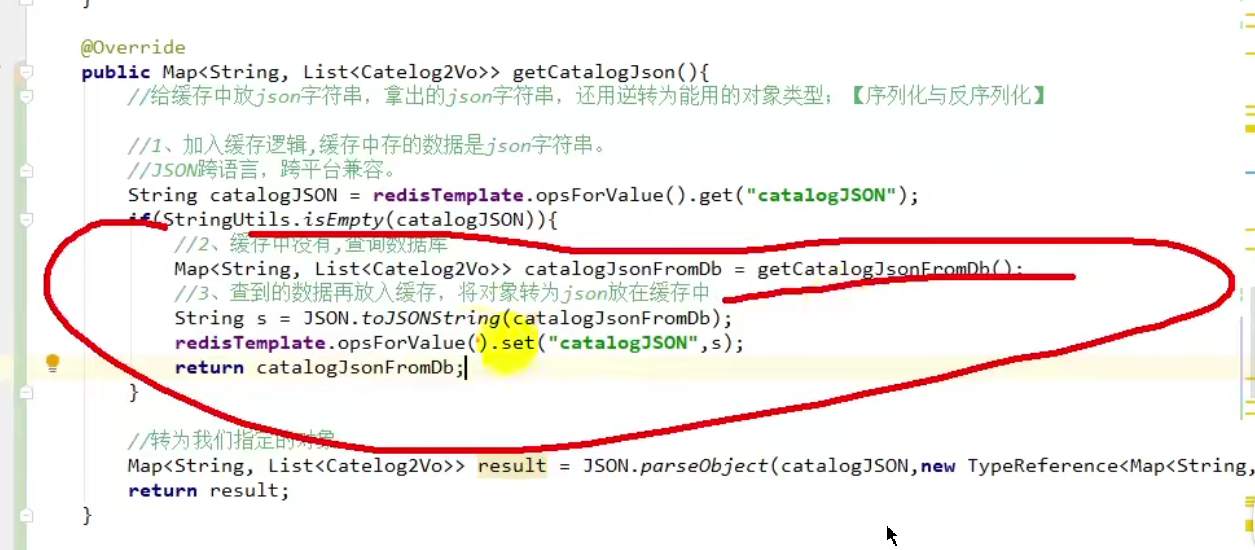 }
@Override
public Map<String, List<Catelog2Vo>> getCatalogJson(){
//给缓存中放json字符串，拿出的json字符串，还用逆转为能用的对象类型；【序列化与反序列化】
//1、加入缓存逻辑,缓存中存的数据是json字符串。
//JSON跨语言，跨平台兼容。
String catalogJSON = redisTemplate.opsForValue().get("catalogJSON");
if(StringUtils.isEmpty(catalogJSON)){
//2、缓存中没有,查询数据库
Map<String, List<Catelog2Vo>> catalogJsonFromDb = getCatalogJsonFromDb();
//3、查到的数据再放入缓存，将对象转为json放在缓存中
String s = JSON.toJSONString(catalogJsonFromDb);
redisTemplate.opsForValue().set("catalogJSON",s);
return catalogJsonFromDb;
}
//转为我们指定的对象
Map<String, List<Catelog2Vo>> result = JSON.parseObject(catalogJSON,new TypeReference<Map<String,
return result;
}